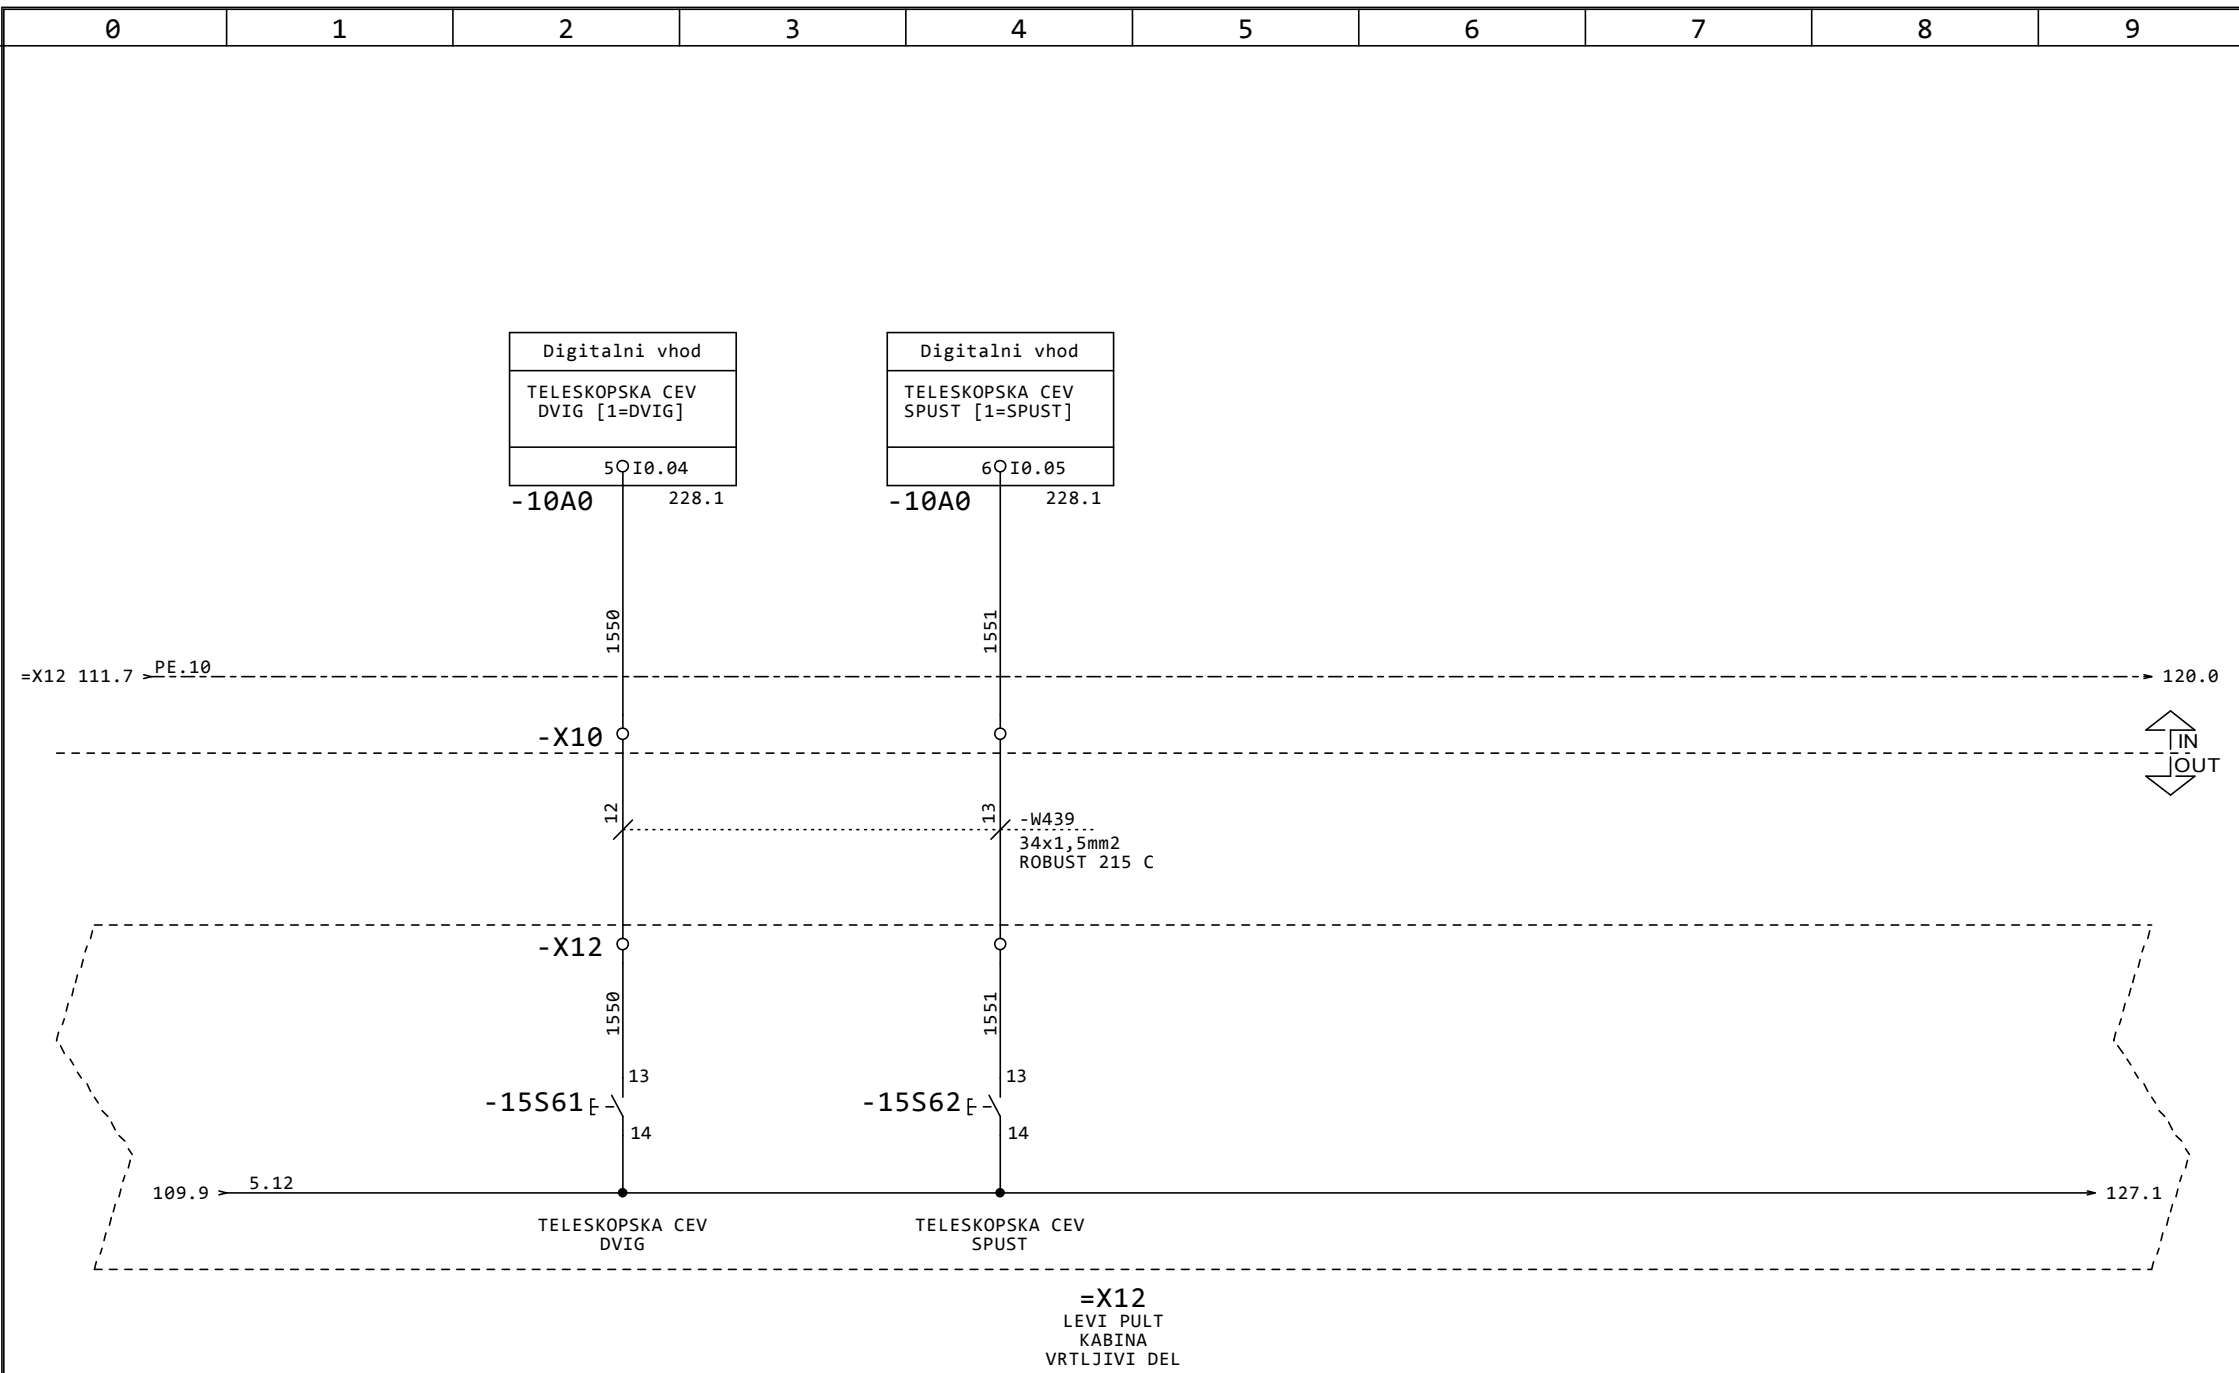 0 1 2 3 4 5 6 7 8 9
Digitalni vhod
TELESKOPSKA CEV
DVIG [1=DVIG]
5 I0.04
-10A0 228.1
Digitalni vhod
TELESKOPSKA CEV
SPUST [1=SPUST]
6 I0.05
-10A0 228.1
1550
1551
=X12 111.7
PE.10
120.0
-X10
IN
OUT
12
13
-W439
34x1,5mm2
ROBUST 215 C
-X12
1550
1551
13
-15S61
14
13
-15S62
14
109.9
5.12
127.1
TELESKOPSKA CEV
DVIG
TELESKOPSKA CEV
SPUST
=X12
LEVI PULT
KABINA
VRTLJIVI DEL